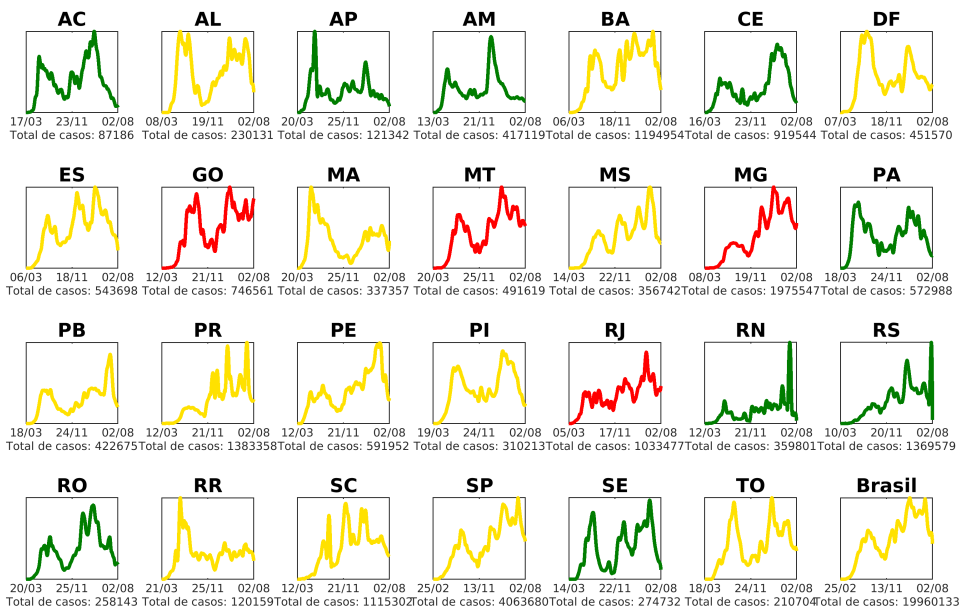 AC AL AP AM BA CE DF
17/03 23/11 02/08 08/03 19/11 02/08 20/03 25/11 02/08 13/03 21/11 02/08 06/03 18/11 02/08 16/03 23/11 02/08 07/03 18/11 02/08
Total de casos: 87186 Total de casos: 230131 Total de casos: 121342 Total de casos: 417119 Total de casos: 1194954 Total de casos: 919544 Total de casos: 451570
ES GO MA MT MS MG PA
06/03 18/11 02/08 12/03 21/11 02/08 20/03 25/11 02/08 20/03 25/11 02/08 14/03 22/11 02/08 08/03 19/11 02/08 18/03 24/11 02/08
Total de casos: 543698 Total de casos: 746561 Total de casos: 337357 Total de casos: 491619 Total de casos: 356742 Total de casos: 1975547 Total de casos: 572988
PB PR PE PI RJ RN RS
18/03 24/11 02/08 12/03 21/11 02/08 12/03 21/11 02/08 19/03 24/11 02/08 05/03 17/11 02/08 12/03 21/11 02/08 10/03 20/11 02/08
Total de casos: 422675 Total de casos: 1383358 Total de casos: 591952 Total de casos: 310213 Total de casos: 1033477 Total de casos: 359801 Total de casos: 1369579
RO RR SC SP SE TO Brasil
20/03 25/11 02/08 21/03 25/11 02/08 12/03 21/11 02/08 25/02 13/11 02/08 14/03 22/11 02/08 18/03 24/11 02/08 25/02 13/11 02/08
Total de casos: 258143 Total de casos: 120159 Total de casos: 1115302 Total de casos: 4063680 Total de casos: 274732 Total de casos: 210704 Total de casos: 19960133